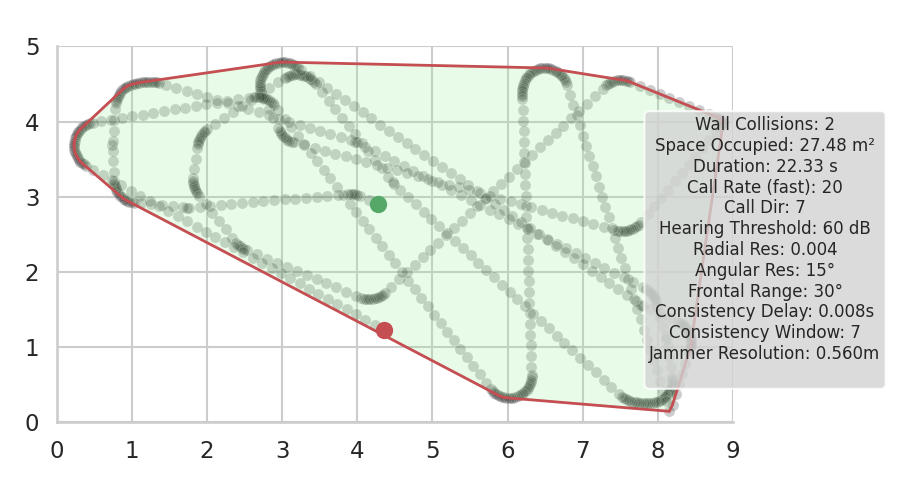 5
4
3
2
1
0
0 1 2 3 4 5 6 7 8 9
Wall Collisions: 2
Space Occupied: 27.48 m²
Duration: 22.33 s
Call Rate (fast): 20
Call Dir: 7
Hearing Threshold: 60 dB
Radial Res: 0.004
Angular Res: 15°
Frontal Range: 30°
Consistency Delay: 0.008s
Consistency Window: 7
Jammer Resolution: 0.560m